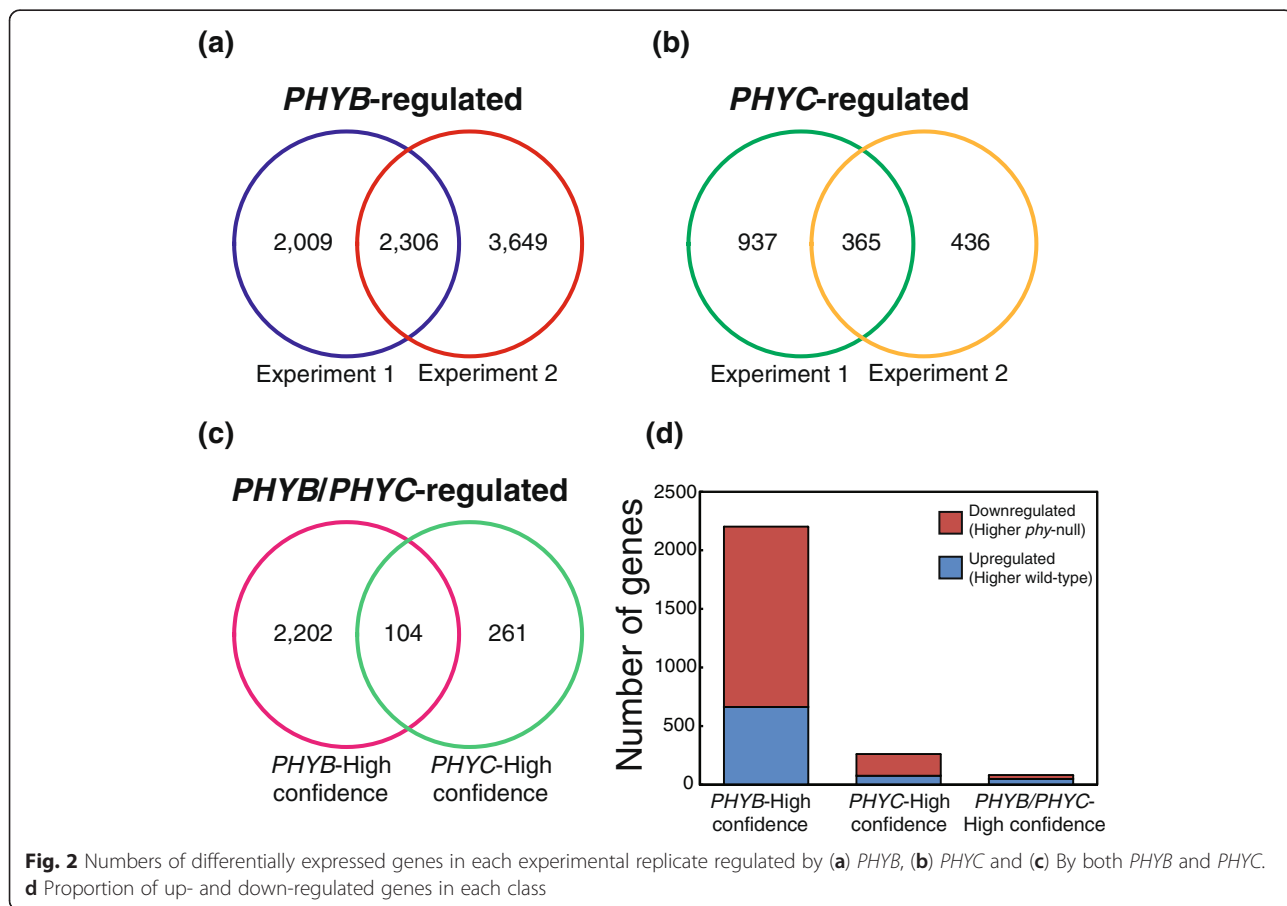 (a)
PHYB-regulated
2,009
2,306
3,649
Experiment 1
Experiment 2
(b)
PHYC-regulated
937
365
436
Experiment 1
Experiment 2
(c)
PHYB/PHYC-regulated
2,202
104
261
PHYB-High
confidence
PHYC-High
confidence
(d)
Number of genes
2500
2000
1500
1000
500
0
Downregulated
(Higher phy-null)
Upregulated
(Higher wild-type)
PHYB-High
confidence
PHYC-High
confidence
PHYB/PHYC-
High confidence
Fig. 2 Numbers of differentially expressed genes in each experimental replicate regulated by (a) PHYB, (b) PHYC and (c) By both PHYB and PHYC.
d Proportion of up- and down-regulated genes in each class